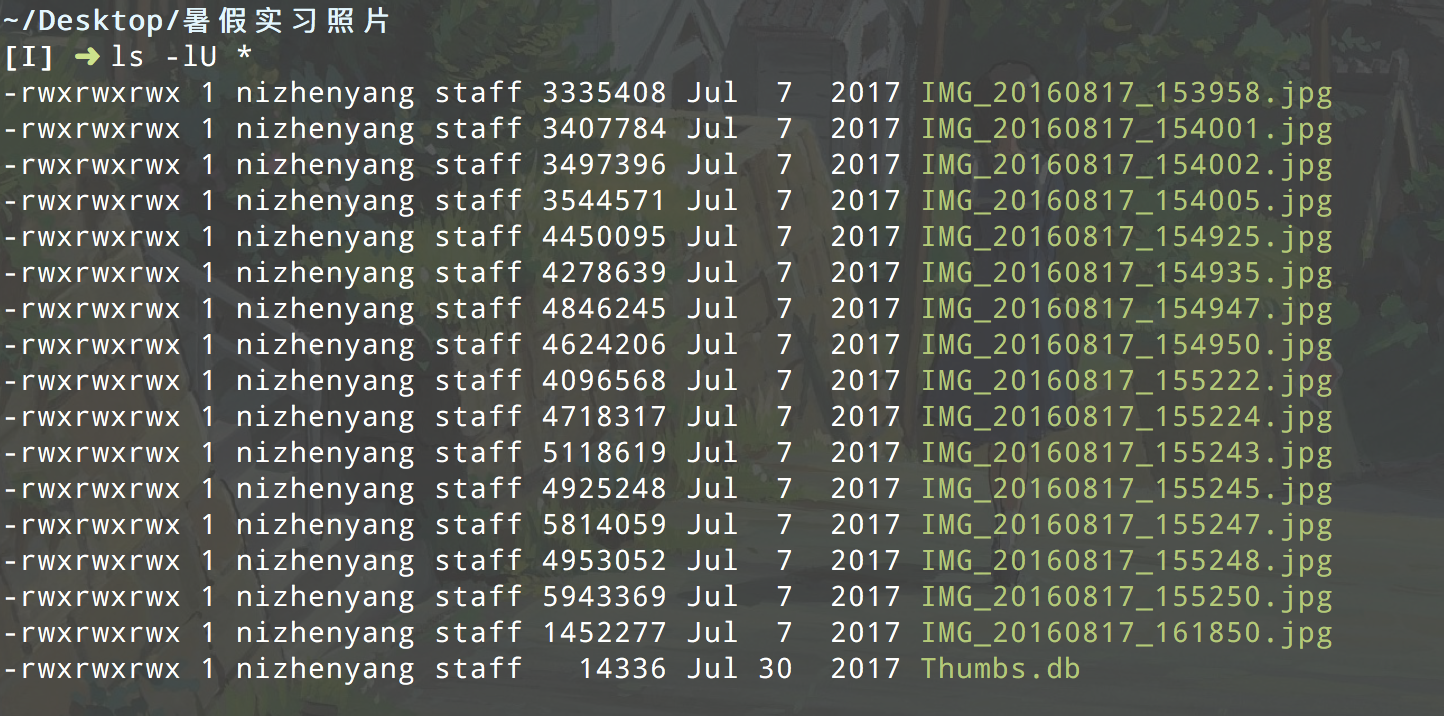 ~/Desktop/暑假实习照片
[I] ➜ ls -lU *
-rwxrwxrwx 1 nizhenyang staff 3335408 Jul  7  2017 IMG_20160817_153958.jpg
-rwxrwxrwx 1 nizhenyang staff 3407784 Jul  7  2017 IMG_20160817_154001.jpg
-rwxrwxrwx 1 nizhenyang staff 3497396 Jul  7  2017 IMG_20160817_154002.jpg
-rwxrwxrwx 1 nizhenyang staff 3544571 Jul  7  2017 IMG_20160817_154005.jpg
-rwxrwxrwx 1 nizhenyang staff 4450095 Jul  7  2017 IMG_20160817_154925.jpg
-rwxrwxrwx 1 nizhenyang staff 4278639 Jul  7  2017 IMG_20160817_154935.jpg
-rwxrwxrwx 1 nizhenyang staff 4846245 Jul  7  2017 IMG_20160817_154947.jpg
-rwxrwxrwx 1 nizhenyang staff 4624206 Jul  7  2017 IMG_20160817_154950.jpg
-rwxrwxrwx 1 nizhenyang staff 4096568 Jul  7  2017 IMG_20160817_155222.jpg
-rwxrwxrwx 1 nizhenyang staff 4718317 Jul  7  2017 IMG_20160817_155224.jpg
-rwxrwxrwx 1 nizhenyang staff 5118619 Jul  7  2017 IMG_20160817_155243.jpg
-rwxrwxrwx 1 nizhenyang staff 4925248 Jul  7  2017 IMG_20160817_155245.jpg
-rwxrwxrwx 1 nizhenyang staff 5814059 Jul  7  2017 IMG_20160817_155247.jpg
-rwxrwxrwx 1 nizhenyang staff 4953052 Jul  7  2017 IMG_20160817_155248.jpg
-rwxrwxrwx 1 nizhenyang staff 5943369 Jul  7  2017 IMG_20160817_155250.jpg
-rwxrwxrwx 1 nizhenyang staff 1452277 Jul  7  2017 IMG_20160817_161850.jpg
-rwxrwxrwx 1 nizhenyang staff   14336 Jul 30  2017 Thumbs.db